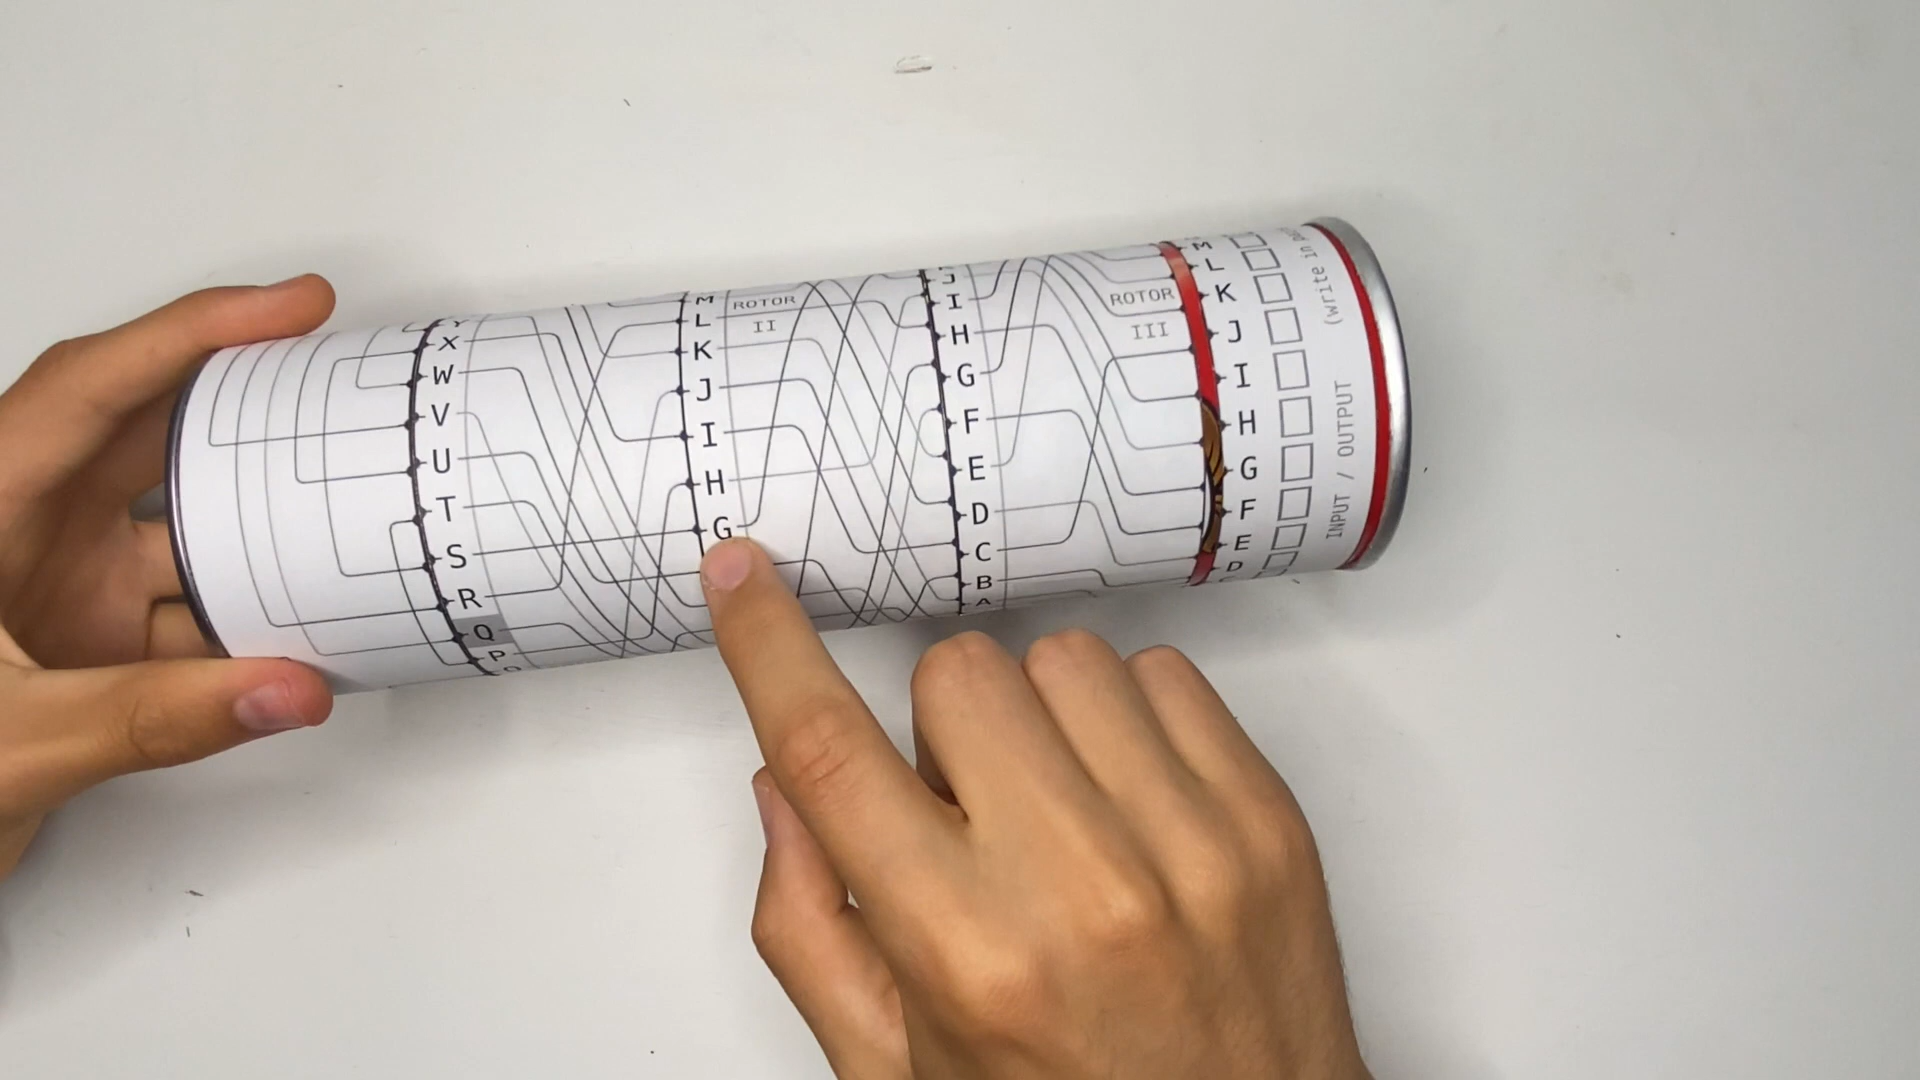 Y
X
W
V
U
T
S
R
Q
P
M
L
K
J
I
H
G
ROTOR
II
J
I
H
G
F
E
D
C
B
A
ROTOR
III
M
L
K
J
I
H
G
F
E
D
INPUT / OUTPUT
(write in